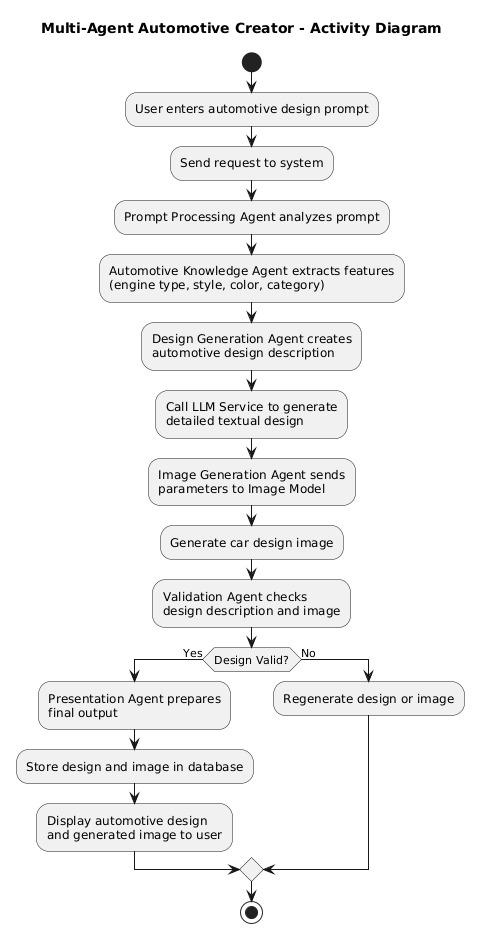 Multi-Agent Automotive Creator - Activity Diagram
User enters automotive design prompt
Send request to system
Prompt Processing Agent analyzes prompt
Automotive Knowledge Agent extracts features
(engine type, style, color, category)
Design Generation Agent creates
automotive design description
Call LLM Service to generate
detailed textual design
Image Generation Agent sends
parameters to Image Model
Generate car design image
Validation Agent checks
design description and image
Yes
Design Valid?
No
Presentation Agent prepares
final output
Regenerate design or image
Store design and image in database
Display automotive design
and generated image to user